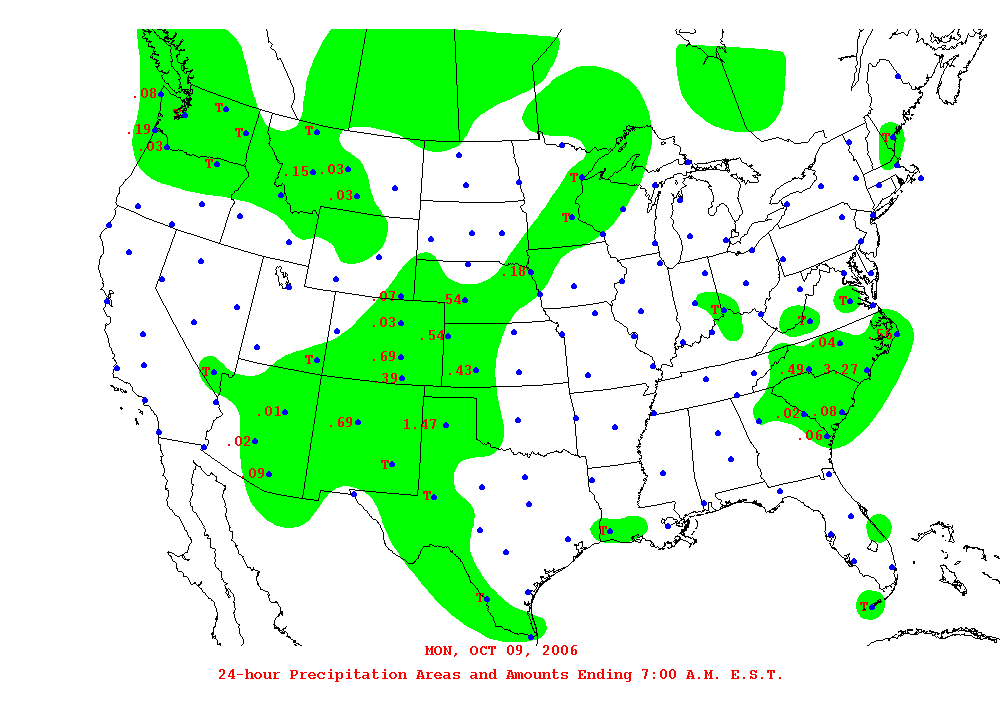 .08
T
.19
T
T
.03
T
T
T
.15 .03
T
.03
T
.18
.07
.54
T
T
T
.03
.54
.04
.69
T
T
.49
3.27
.39
.43
.01
.02
.08
.69
1.47
.02
.06
T
.09
T
T
T
T
MON, OCT 09, 2006
24-hour Precipitation Areas and Amounts Ending 7:00 A.M. E.S.T.